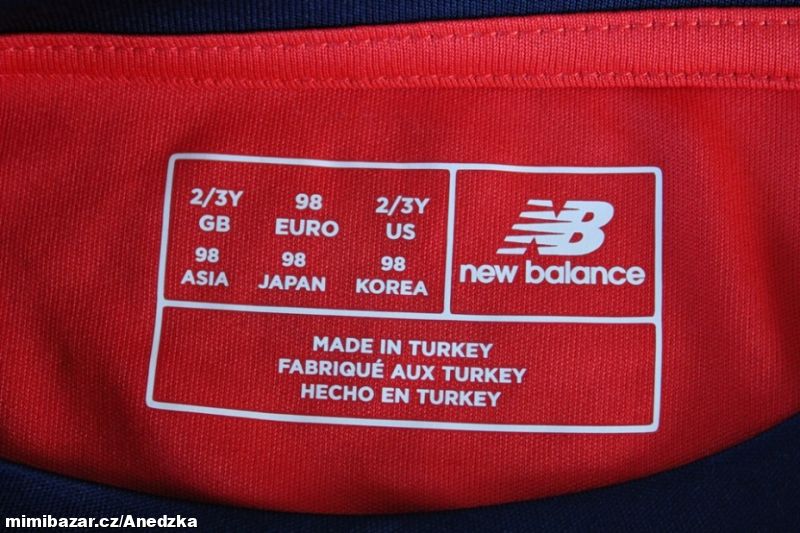 2/3Y 98 2/3Y
GB EURO US
98 98 98
ASIA JAPAN KOREA
NB
new balance
MADE IN TURKEY
FABRIQUÉ AUX TURKEY
HECHO EN TURKEY
mimibazar.cz/Anedzka